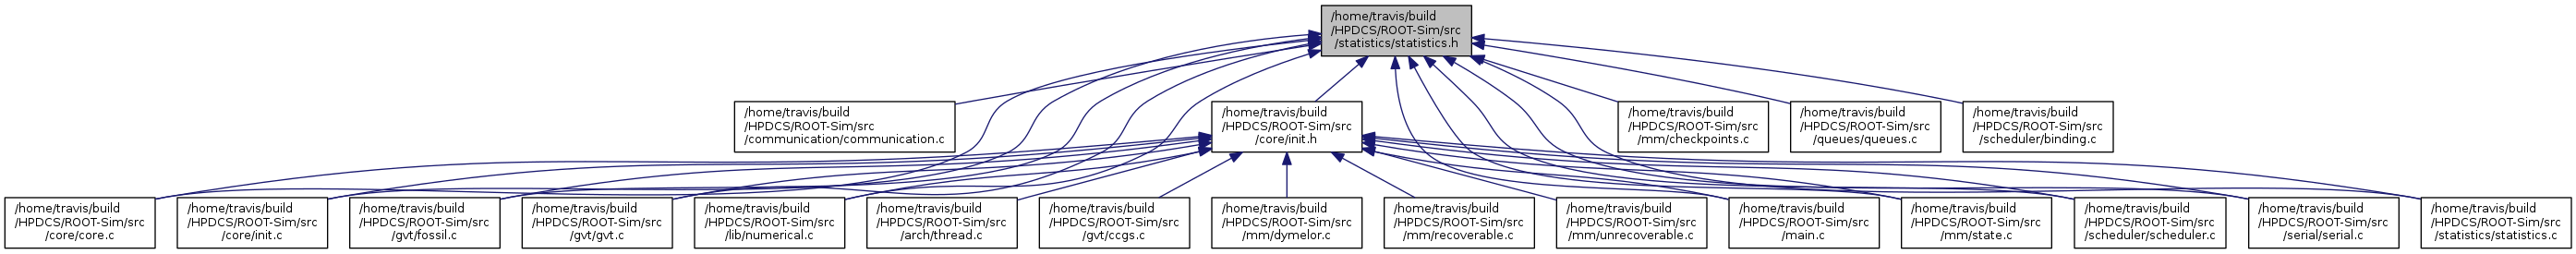 /home/travis/build
/HPDCS/ROOT-Sim/src
/statistics/statistics.h
/home/travis/build
/HPDCS/ROOT-Sim/src
/communication/communication.c
/home/travis/build
/HPDCS/ROOT-Sim/src
/core/init.h
/home/travis/build
/HPDCS/ROOT-Sim/src
/mm/checkpoints.c
/home/travis/build
/HPDCS/ROOT-Sim/src
/queues/queues.c
/home/travis/build
/HPDCS/ROOT-Sim/src
/scheduler/binding.c
/home/travis/build
/HPDCS/ROOT-Sim/src
/core/core.c
/home/travis/build
/HPDCS/ROOT-Sim/src
/core/init.c
/home/travis/build
/HPDCS/ROOT-Sim/src
/gvt/fossil.c
/home/travis/build
/HPDCS/ROOT-Sim/src
/gvt/gvt.c
/home/travis/build
/HPDCS/ROOT-Sim/src
/lib/numerical.c
/home/travis/build
/HPDCS/ROOT-Sim/src
/arch/thread.c
/home/travis/build
/HPDCS/ROOT-Sim/src
/gvt/ccgs.c
/home/travis/build
/HPDCS/ROOT-Sim/src
/mm/dymelor.c
/home/travis/build
/HPDCS/ROOT-Sim/src
/mm/recoverable.c
/home/travis/build
/HPDCS/ROOT-Sim/src
/mm/unrecoverable.c
/home/travis/build
/HPDCS/ROOT-Sim/src
/main.c
/home/travis/build
/HPDCS/ROOT-Sim/src
/mm/state.c
/home/travis/build
/HPDCS/ROOT-Sim/src
/scheduler/scheduler.c
/home/travis/build
/HPDCS/ROOT-Sim/src
/serial/serial.c
/home/travis/build
/HPDCS/ROOT-Sim/src
/statistics/statistics.c